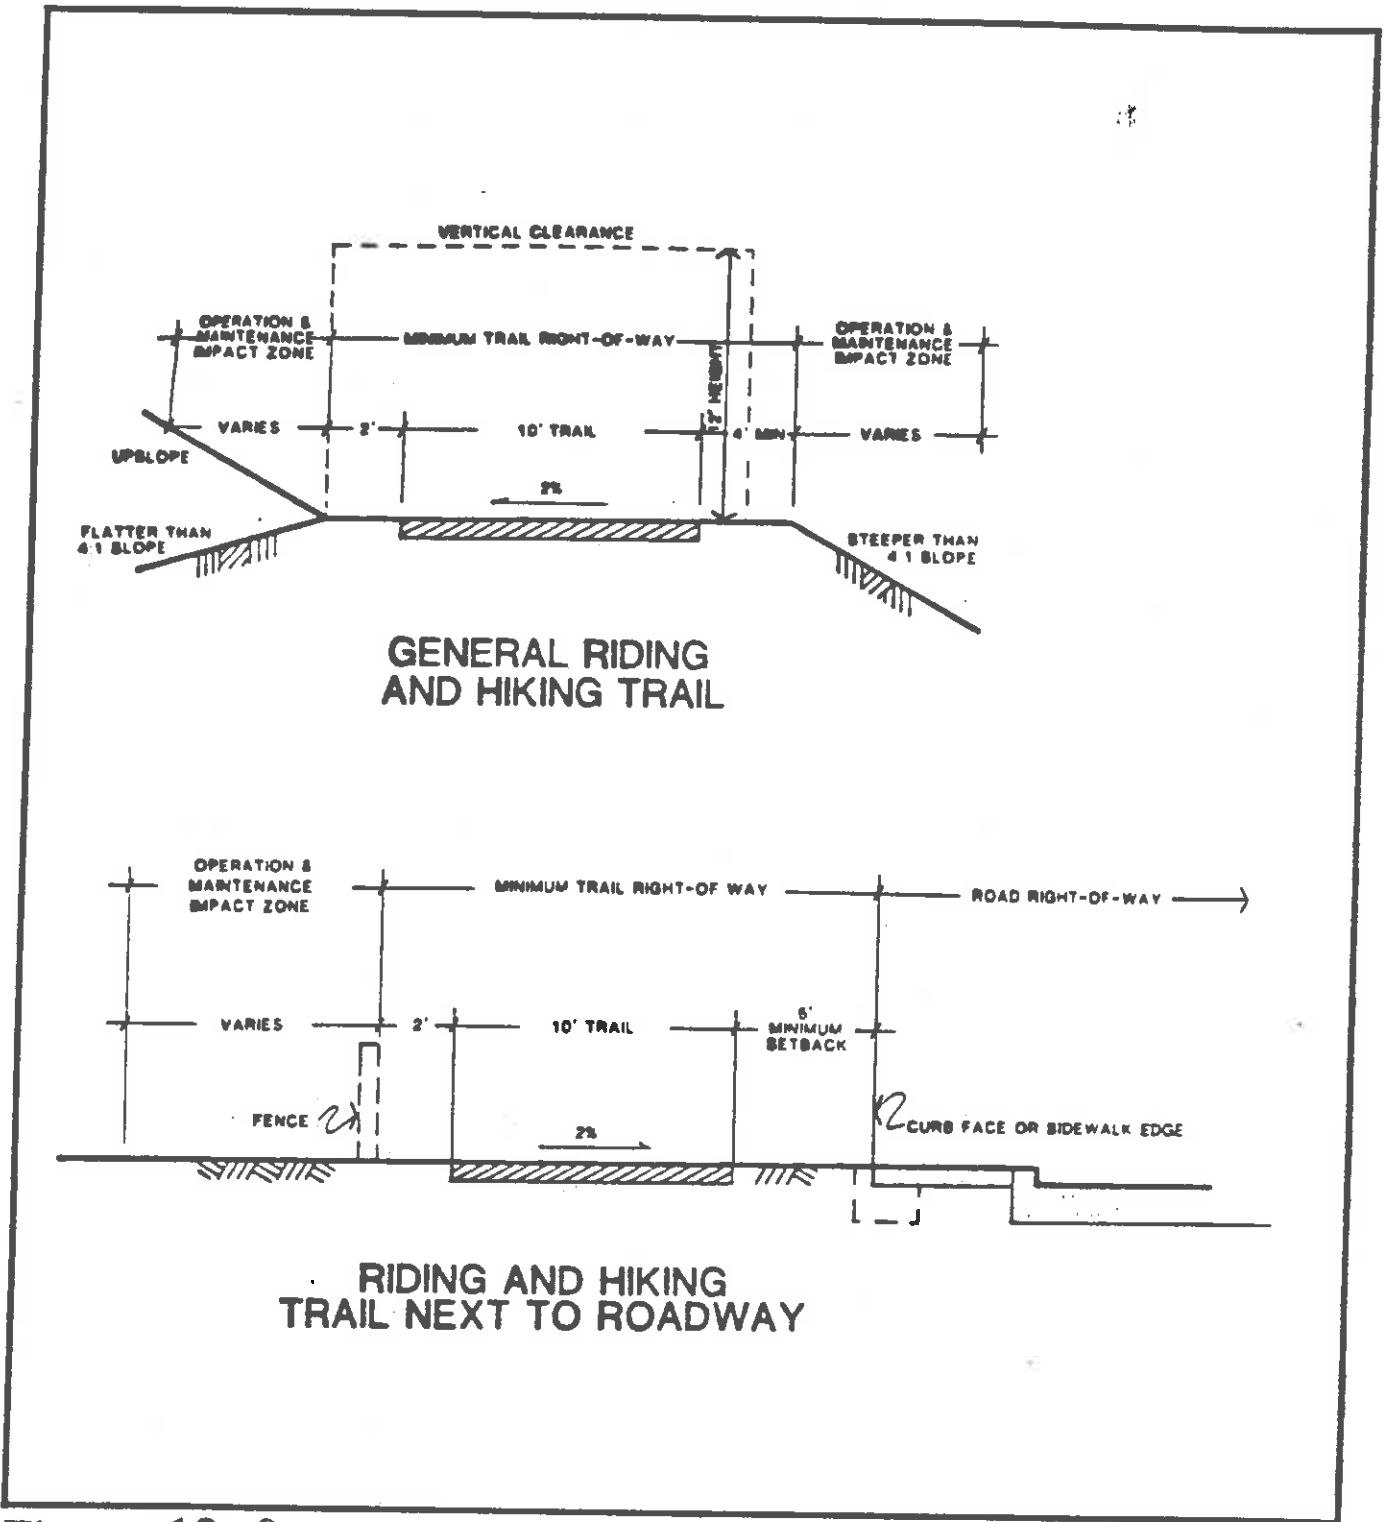 VERTICAL CLEARANCE
OPERATION &
MAINTENANCE
IMPACT ZONE
MINIMUM TRAIL RIGHT-OF-WAY
OPERATION &
MAINTENANCE
IMPACT ZONE
12' HEIGHT
VARIES
2'
10' TRAIL
4' MIN
VARIES
UPSLOPE
2%
FLATTER THAN
4:1 SLOPE
STEEPER THAN
4:1 SLOPE
GENERAL RIDING
AND HIKING TRAIL
OPERATION &
MAINTENANCE
IMPACT ZONE
MINIMUM TRAIL RIGHT-OF WAY
ROAD RIGHT-OF-WAY
VARIES
2'
10' TRAIL
MINIMUM
SETBACK
FENCE
2%
CURB FACE OR SIDEWALK EDGE
RIDING AND HIKING
TRAIL NEXT TO ROADWAY